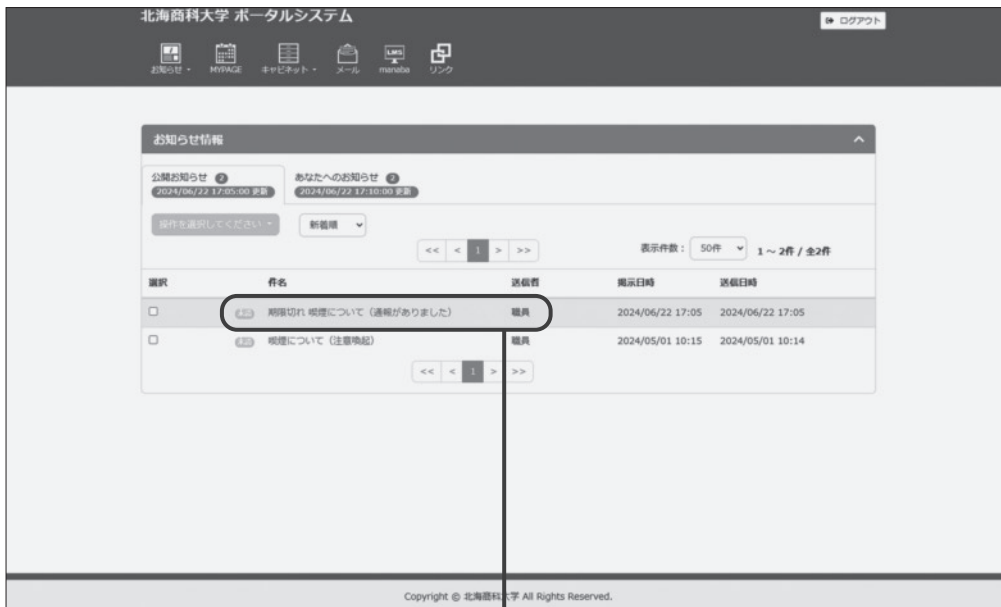 北海商科大学 ポータルシステム
ログアウト
お知らせ MYPAGE キャビネット メール LMS manaba リンク
お知らせ情報
公開お知らせ 2 あなたへのお知らせ 2
2024/06/22 17:05:00 更新 2024/06/22 17:10:00 更新
操作を選択してください 新着順
<< < 1 > >> 表示件数： 50件 1 ～ 2件 / 全2件
選択 件名 送信者 掲示日時 送信日時
期限切れ 喫煙について（通報がありました） 職員 2024/06/22 17:05 2024/06/22 17:05
喫煙について（注意喚起） 職員 2024/05/01 10:15 2024/05/01 10:14
<< < 1 > >>
Copyright © 北海商科大学 All Rights Reserved.